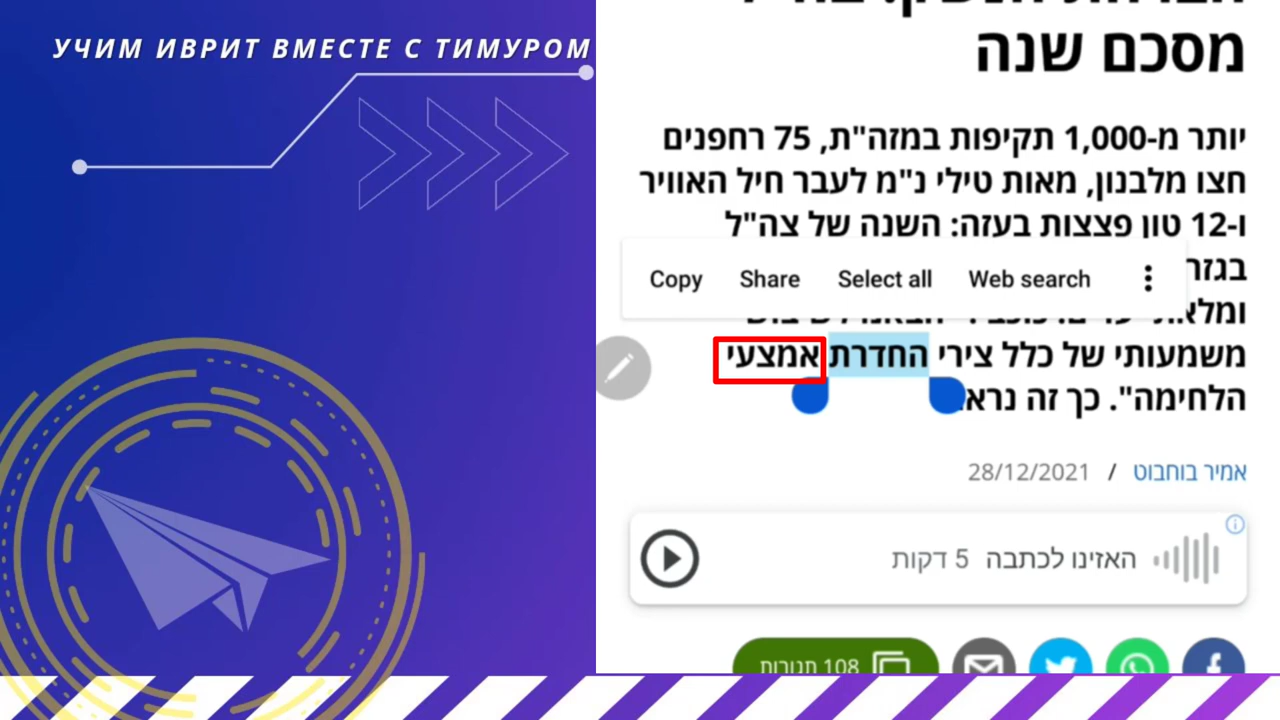 УЧИМ ИВРИТ ВМЕСТЕ С ТИМУРОМ
מסכם שנה
יותר מ-1,000 תקיפות במזה"ת, 75 רחפנים
חצו מלבנון, מאות טילי נ"מ לעבר חיל האוויר
ו-12 טון פצצות בעזה: השנה של צה"ל
בגזר
Copy Share Select all Web search
משמעותי של כלל צירי החדרת אמצעי
הלחימה". כך זה נרא
אמיר בוחבוט / 28/12/2021
האזינו לכתבה 5 דקות
108 תגובות